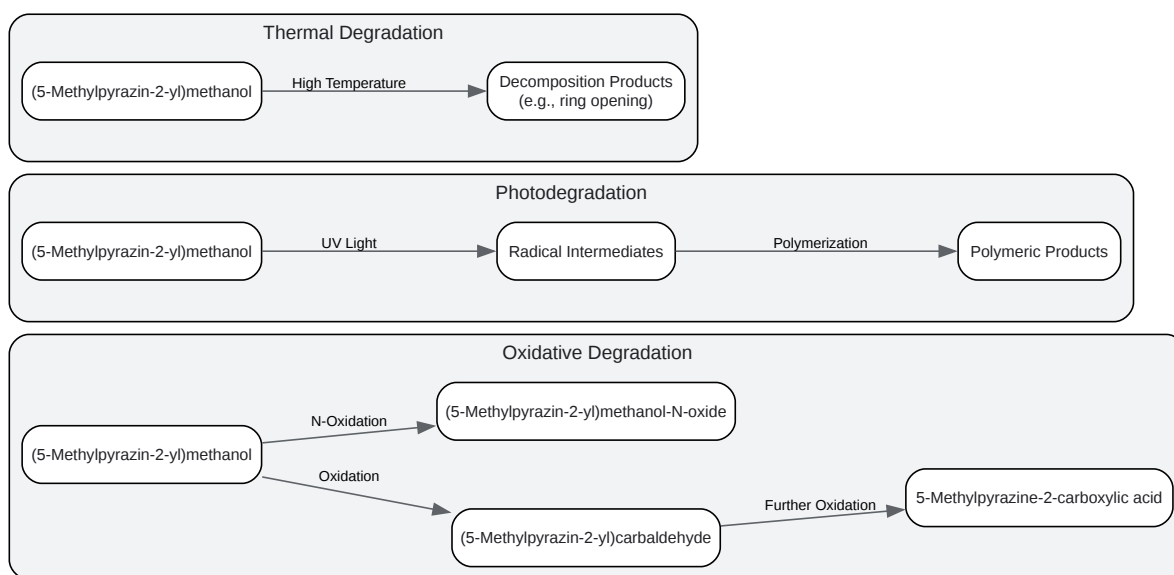 Thermal Degradation
(5-Methylpyrazin-2-yl)methanol
High Temperature
Decomposition Products
(e.g., ring opening)
Photodegradation
(5-Methylpyrazin-2-yl)methanol
UV Light
Radical Intermediates
Polymerization
Polymeric Products
Oxidative Degradation
(5-Methylpyrazin-2-yl)methanol
N-Oxidation
(5-Methylpyrazin-2-yl)methanol-N-oxide
Oxidation
(5-Methylpyrazin-2-yl)carbaldehyde
Further Oxidation
5-Methylpyrazine-2-carboxylic acid